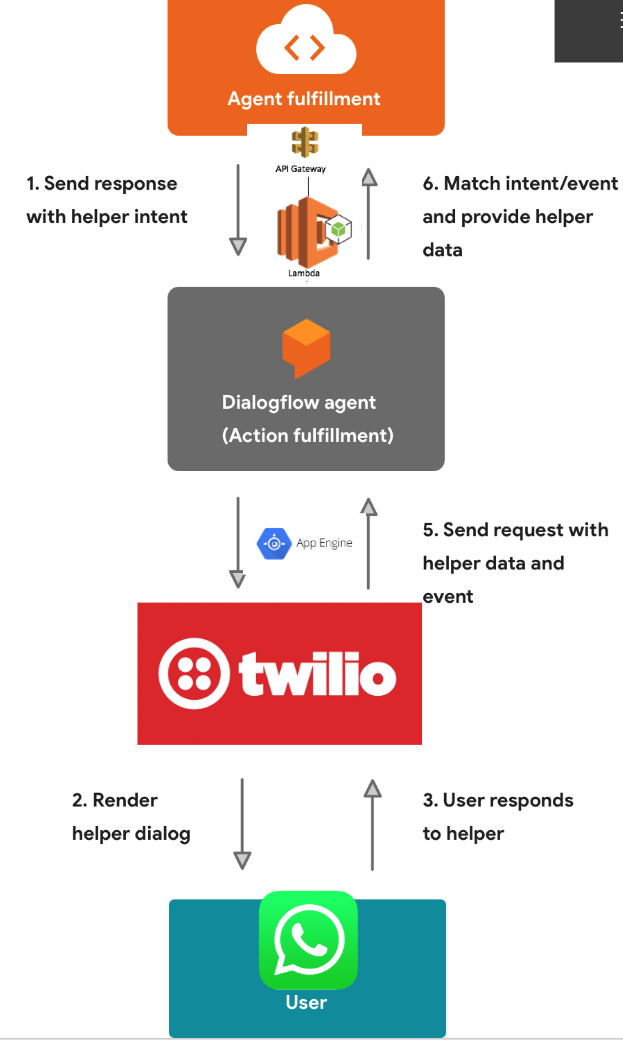 Agent fulfillment
API Gateway
1. Send response
with helper intent
6. Match intent/event
and provide helper
data
Lambda
Dialogflow agent
(Action fulfillment)
App Engine
5. Send request with
helper data and
event
twilio
2. Render
helper dialog
3. User responds
to helper
User